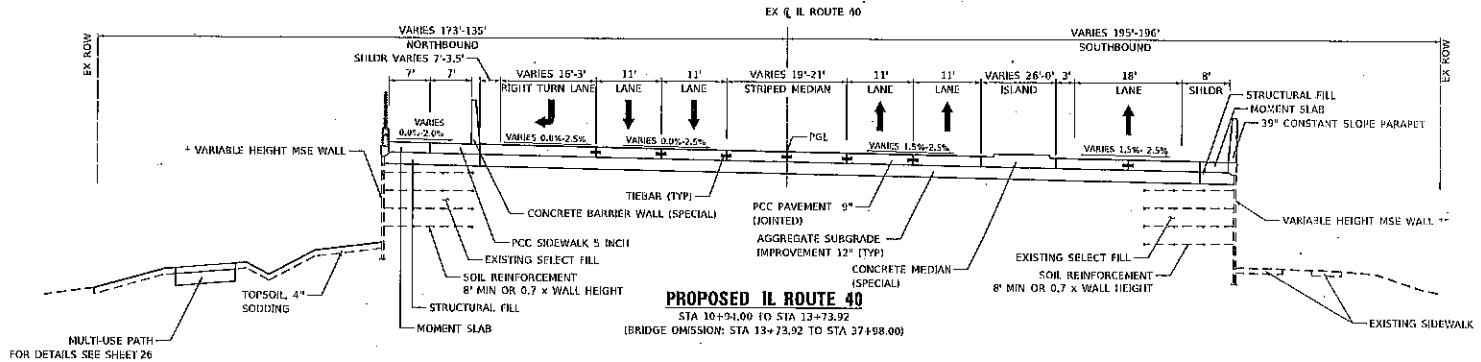 EX ℄ IL ROUTE 40
EX ROW
VARIES 173'-135'
NORTHBOUND
VARIES 195'-196'
SOUTHBOUND
EX ROW
SHLDR VARIES 7'-3.5'
7'
7'
VARIES 16'-3'
RIGHT TURN LANE
11'
LANE
11'
LANE
VARIES 19'-21'
STRIPED MEDIAN
11'
LANE
11'
LANE
VARIES 26'-0'
ISLAND
3'
18'
LANE
8'
SHLDR
STRUCTURAL FILL
MOMENT SLAB
39" CONSTANT SLOPE PARAPET
VARIES
0.0%-2.0%
VARIES 0.0%-2.5%
VARIES 0.0%-2.5%
PGL
VARIES 1.5%-2.5%
VARIES 1.5%- 2.5%
VARIABLE HEIGHT MSE WALL
TIEBAR (TYP)
CONCRETE BARRIER WALL (SPECIAL)
PCC SIDEWALK 5 INCH
EXISTING SELECT FILL
SOIL REINFORCEMENT
8' MIN OR 0.7 x WALL HEIGHT
STRUCTURAL FILL
MOMENT SLAB
TOPSOIL, 4"
SODDING
MULTI-USE PATH
FOR DETAILS SEE SHEET 26
PCC PAVEMENT 9"
(JOINTED)
AGGREGATE SUBGRADE
IMPROVEMENT 12" (TYP)
CONCRETE MEDIAN
(SPECIAL)
EXISTING SELECT FILL
SOIL REINFORCEMENT
8' MIN OR 0.7 x WALL HEIGHT
VARIABLE HEIGHT MSE WALL
EXISTING SIDEWALK
PROPOSED IL ROUTE 40
STA 10+94.00 TO STA 13+73.92
(BRIDGE OMISSION: STA 13+73.92 TO STA 37+98.00)